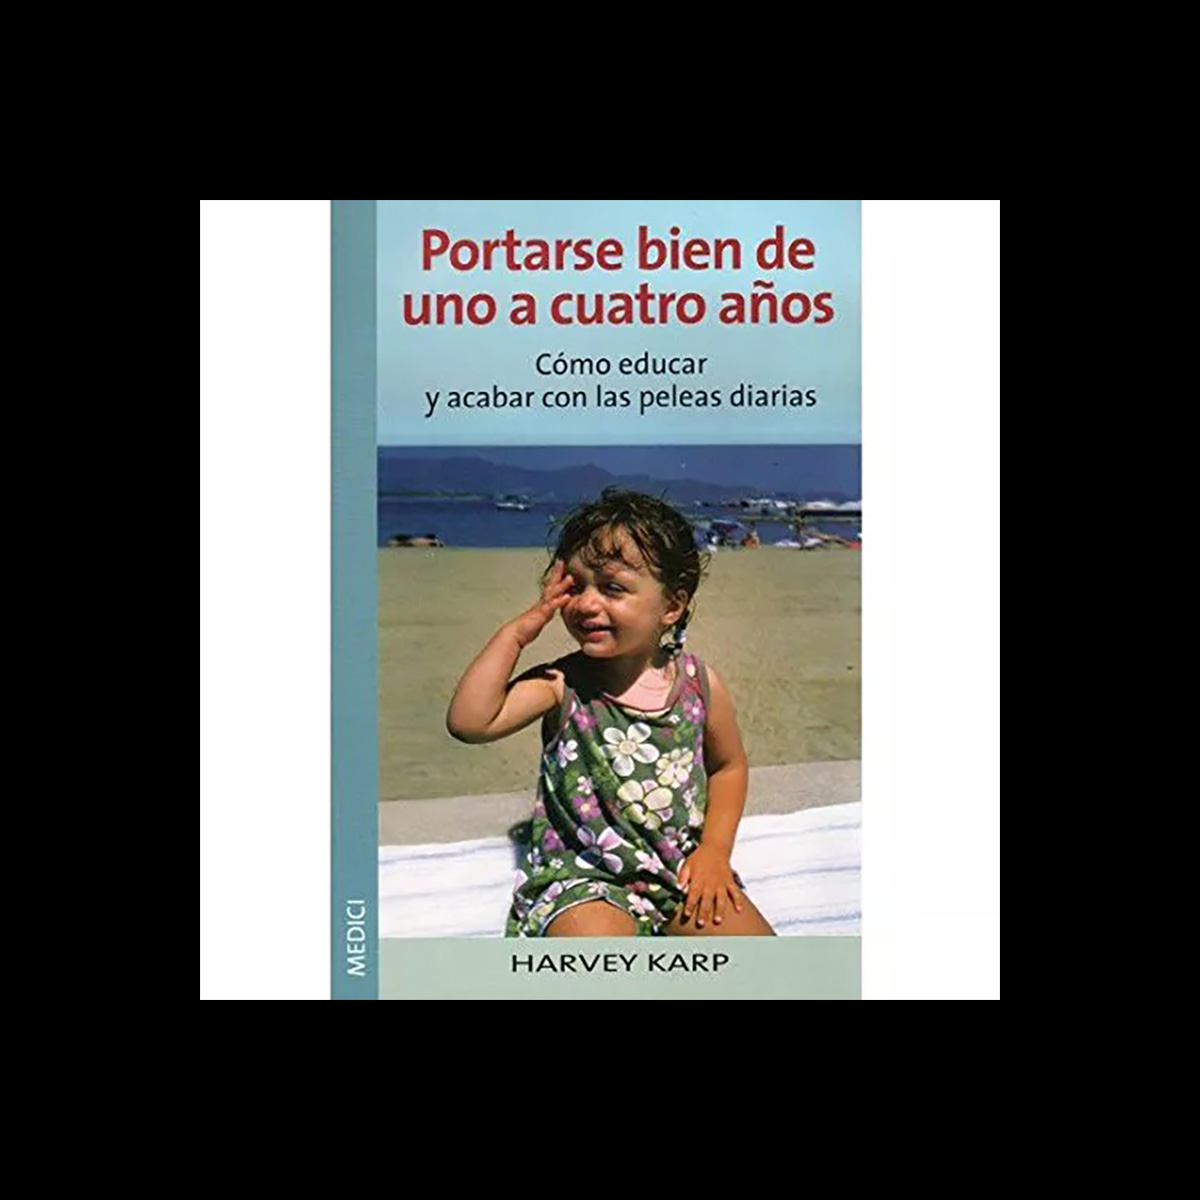 Portarse bien de
uno a cuatro años
Cómo educar
y acabar con las peleas diarias
MEDICI
HARVEY KARP